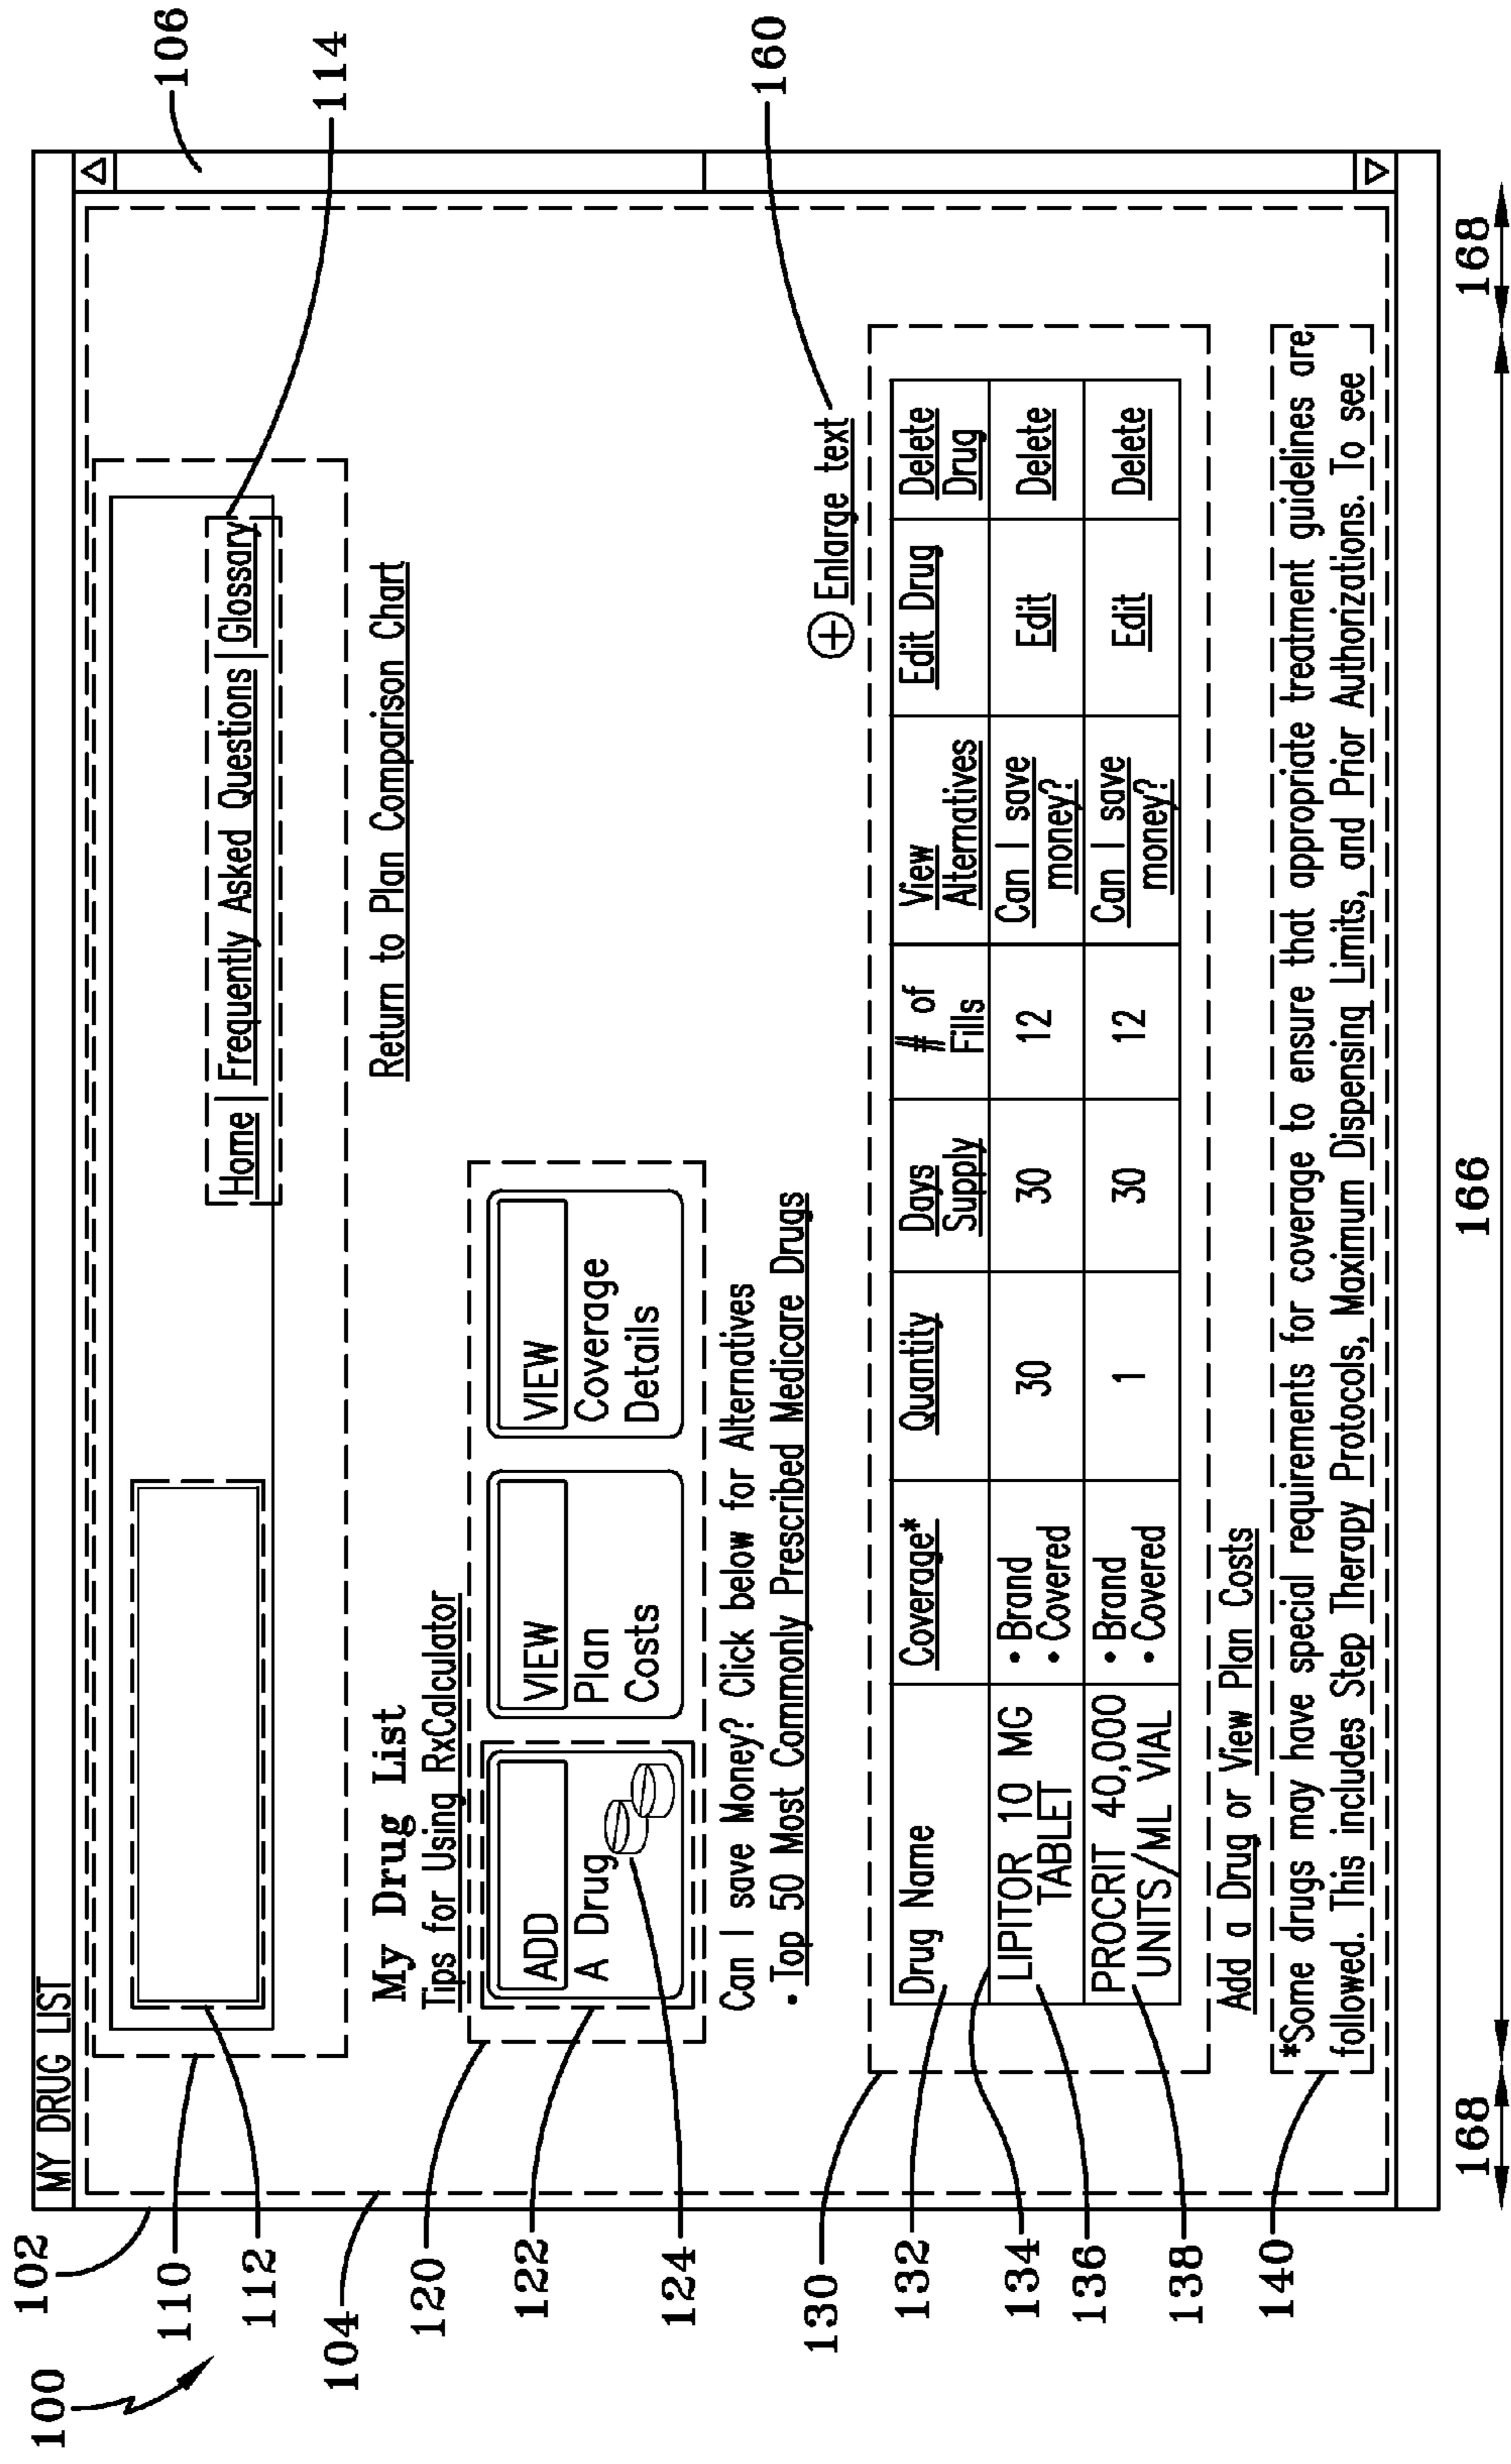 106
114
160
MY DRUG LIST
Home | Frequently Asked Questions | Glossary
Return to Plan Comparison Chart
My Drug List
Tips for Using RxCalculator
ADD
A Drug
VIEW
Plan
Costs
VIEW
Coverage
Details
Can I save Money? Click below for Alternatives
• Top 50 Most Commonly Prescribed Medicare Drugs
Enlarge text
Drug Name
Coverage*
Quantity
Days
Supply
# of
Fills
View
Alternatives
Edit Drug
Delete
Drug
LIPITOR 10 MG
TABLET
• Brand
• Covered
30
30
12
Can I save
money?
Edit
Delete
PROCRIT 40,000
UNITS/ML VIAL
• Brand
• Covered
1
30
12
Can I save
money?
Edit
Delete
Add a Drug or View Plan Costs
*Some drugs may have special requirements for coverage to ensure that appropriate treatment guidelines are
followed. This includes Step Therapy Protocols, Maximum Dispensing Limits, and Prior Authorizations. To see
100
102
110
112
104
120
122
124
130
132
134
136
138
140
168
166
168